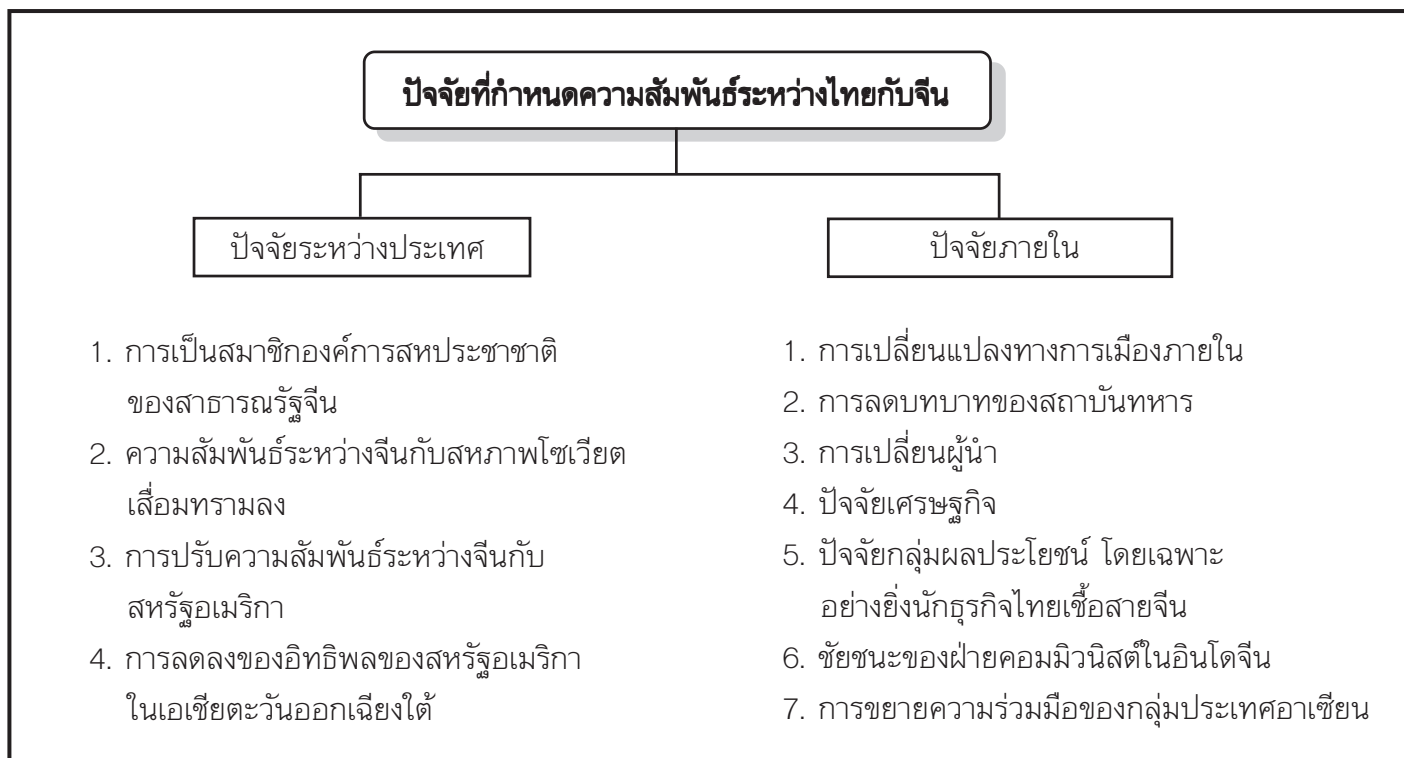 ปัจจัยที่กำหนดความสัมพันธ์ระหว่างไทยกับจีน
ปัจจัยระหว่างประเทศ
1. การเป็นสมาชิกองค์การสหประชาชาติ
ของสาธารณรัฐจีน
2. ความสัมพันธ์ระหว่างจีนกับสหภาพโซเวียต
เสื่อมทรามลง
3. การปรับความสัมพันธ์ระหว่างจีนกับ
สหรัฐอเมริกา
4. การลดลงของอิทธิพลของสหรัฐอเมริกา
ในเอเชียตะวันออกเฉียงใต้
ปัจจัยภายใน
1. การเปลี่ยนแปลงทางการเมืองภายใน
2. การลดบทบาทของสถาบันทหาร
3. การเปลี่ยนผู้นำ
4. ปัจจัยเศรษฐกิจ
5. ปัจจัยกลุ่มผลประโยชน์ โดยเฉพาะ
อย่างยิ่งนักธุรกิจไทยเชื้อสายจีน
6. ชัยชนะของฝ่ายคอมมิวนิสต์ในอินโดจีน
7. การขยายความร่วมมือของกลุ่มประเทศอาเซียน